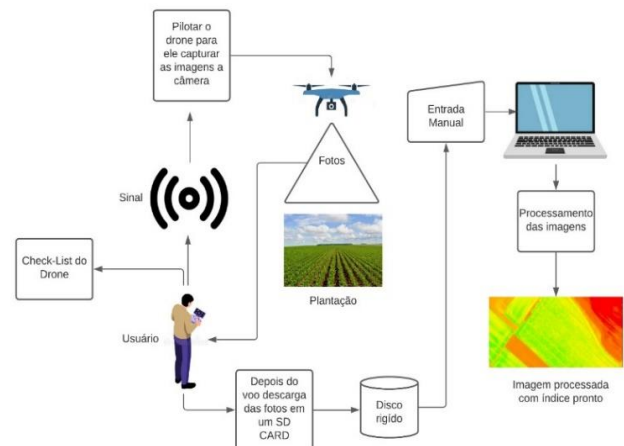 Pilotar o
drone para
ele capturar
as imagens a
câmera
Sinal
Check-List do
Drone
Usuário
Fotos
Plantação
Depois do
voo descarga
das fotos em
um SD
CARD
Disco
rigído
Entrada
Manual
Processamento
das imagens
Imagem processada
com índice pronto